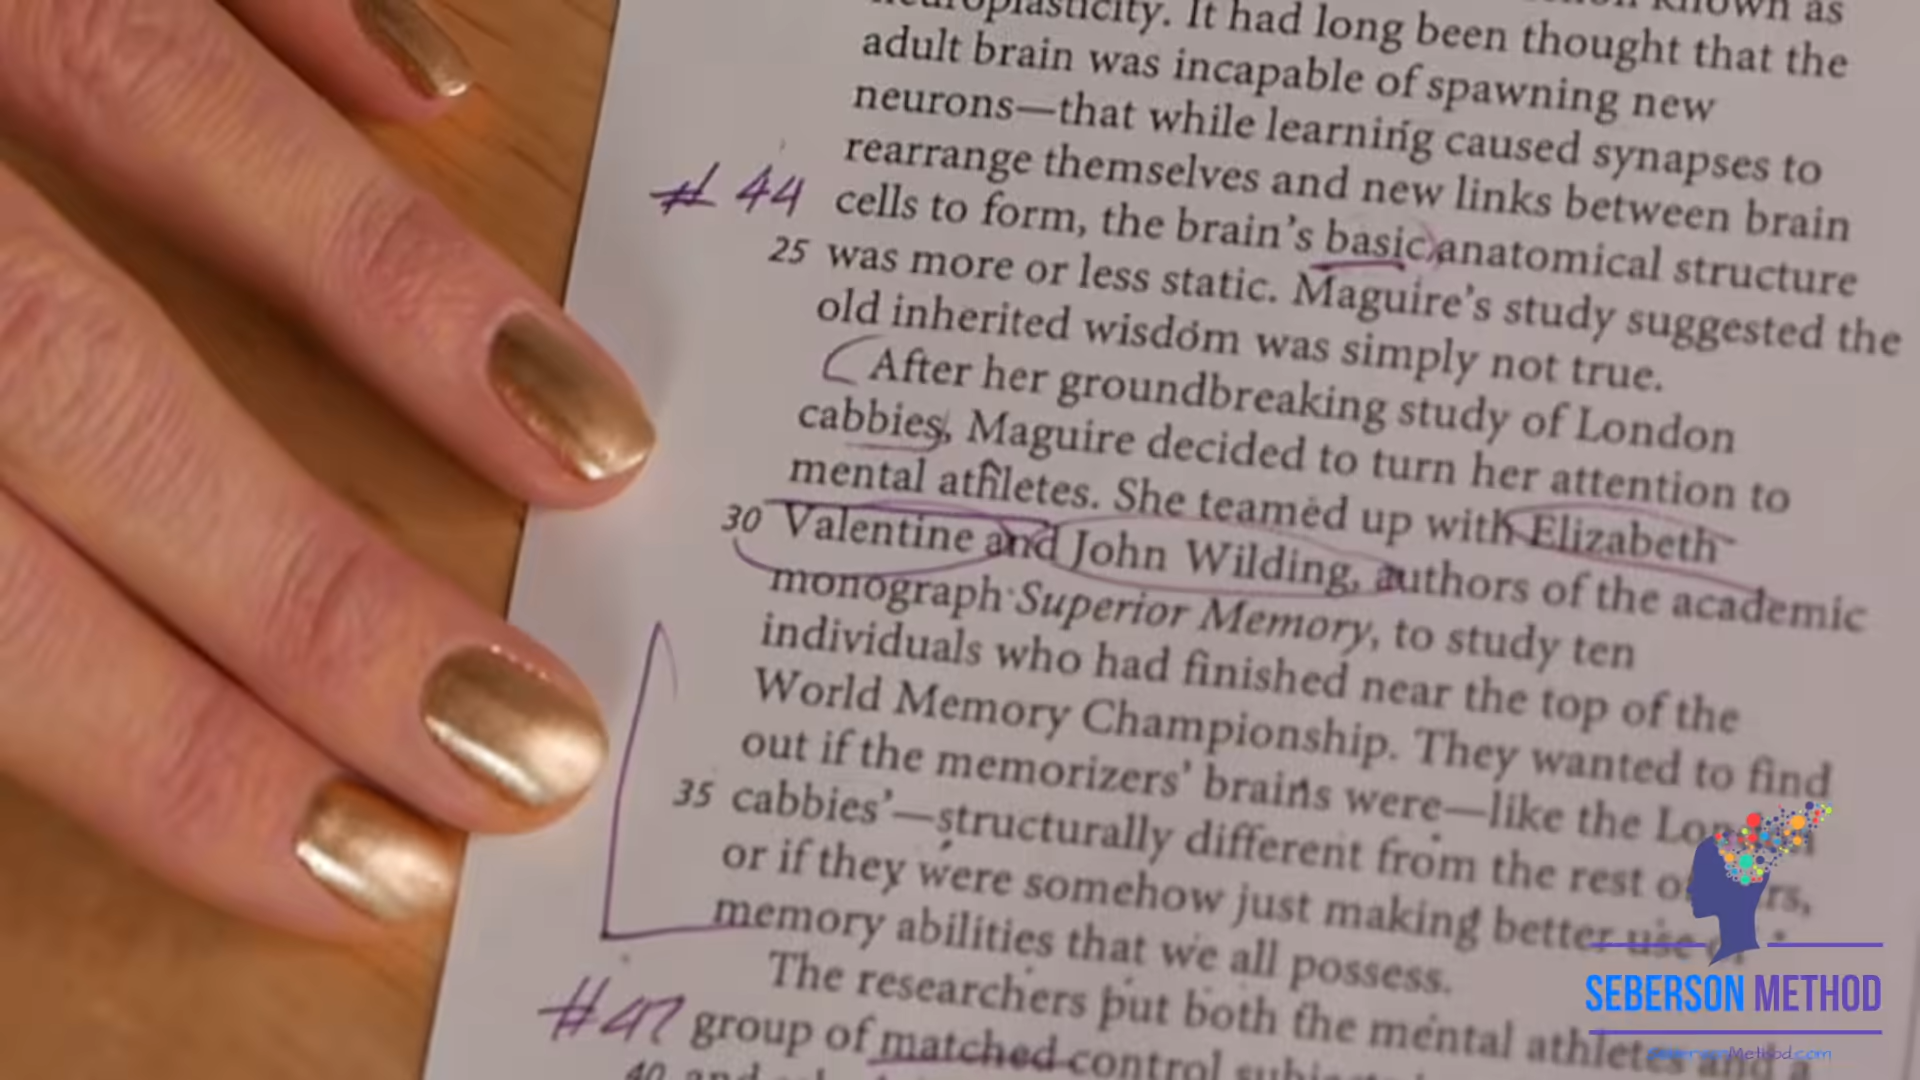 neuroplasticity. It had long been thought that the
adult brain was incapable of spawning new
neurons—that while learning caused synapses to
rearrange themselves and new links between brain
# 44 cells to form, the brain's basic anatomical structure
25 was more or less static. Maguire's study suggested the
old inherited wisdom was simply not true.
After her groundbreaking study of London
cabbies, Maguire decided to turn her attention to
mental athletes. She teamed up with Elizabeth
30 Valentine and John Wilding, authors of the academic
monograph Superior Memory, to study ten
individuals who had finished near the top of the
World Memory Championship. They wanted to find
out if the memorizers' brains were—like the London
35 cabbies'—structurally different from the rest of ours,
or if they were somehow just making better use of
memory abilities that we all possess.
The researchers put both the mental athletes and a
#47 group of matched control subjects
40 and
SEBERSON METHOD
SebersonMethod.com